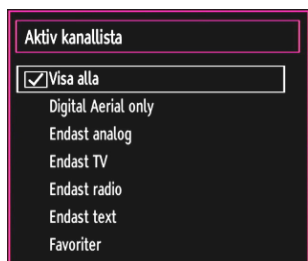 Aktiv kanallista
Visa alla
Digital Aerial only
Endast analog
Endast TV
Endast radio
Endast text
Favoriter